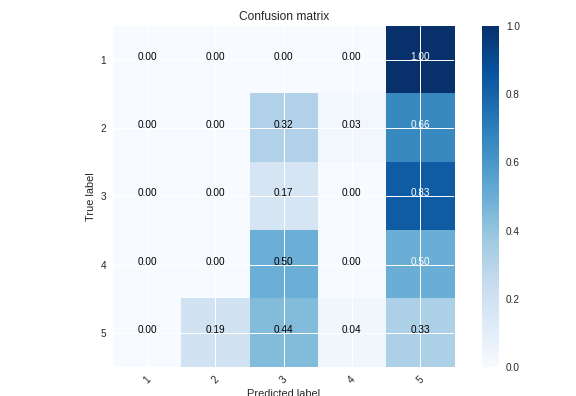 Confusion matrix
1.0
1 0.00 0.00 0.00 0.00 1.00
0.8
2 0.00 0.00 0.32 0.03 0.66
0.6
True label
3 0.00 0.00 0.17 0.00 0.83
0.4
4 0.00 0.00 0.50 0.00 0.50
0.2
5 0.00 0.19 0.44 0.04 0.33
0.0
1 2 3 4 5
Predicted label